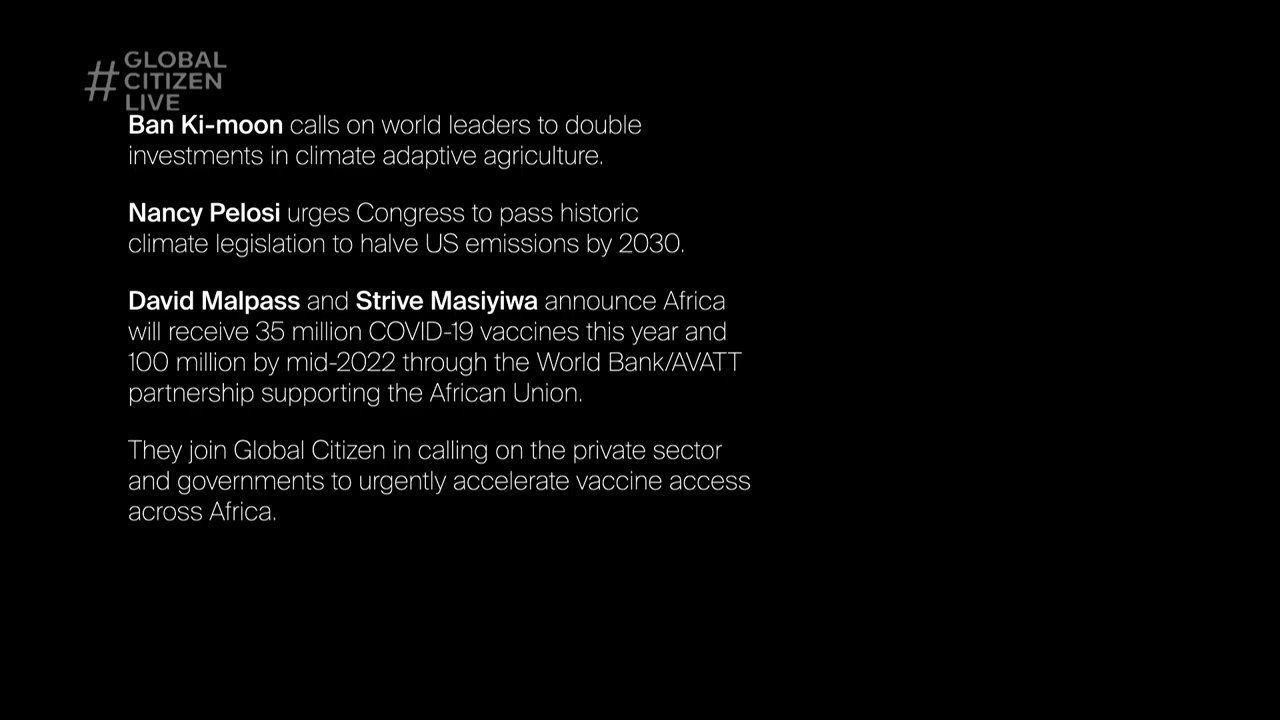 #GLOBAL
CITIZEN
LIVE
Ban Ki-moon calls on world leaders to double
investments in climate adaptive agriculture.
Nancy Pelosi urges Congress to pass historic
climate legislation to halve US emissions by 2030.
David Malpass and Strive Masiyiwa announce Africa
will receive 35 million COVID-19 vaccines this year and
100 million by mid-2022 through the World Bank/AVATT
partnership supporting the African Union.
They join Global Citizen in calling on the private sector
and governments to urgently accelerate vaccine access
across Africa.